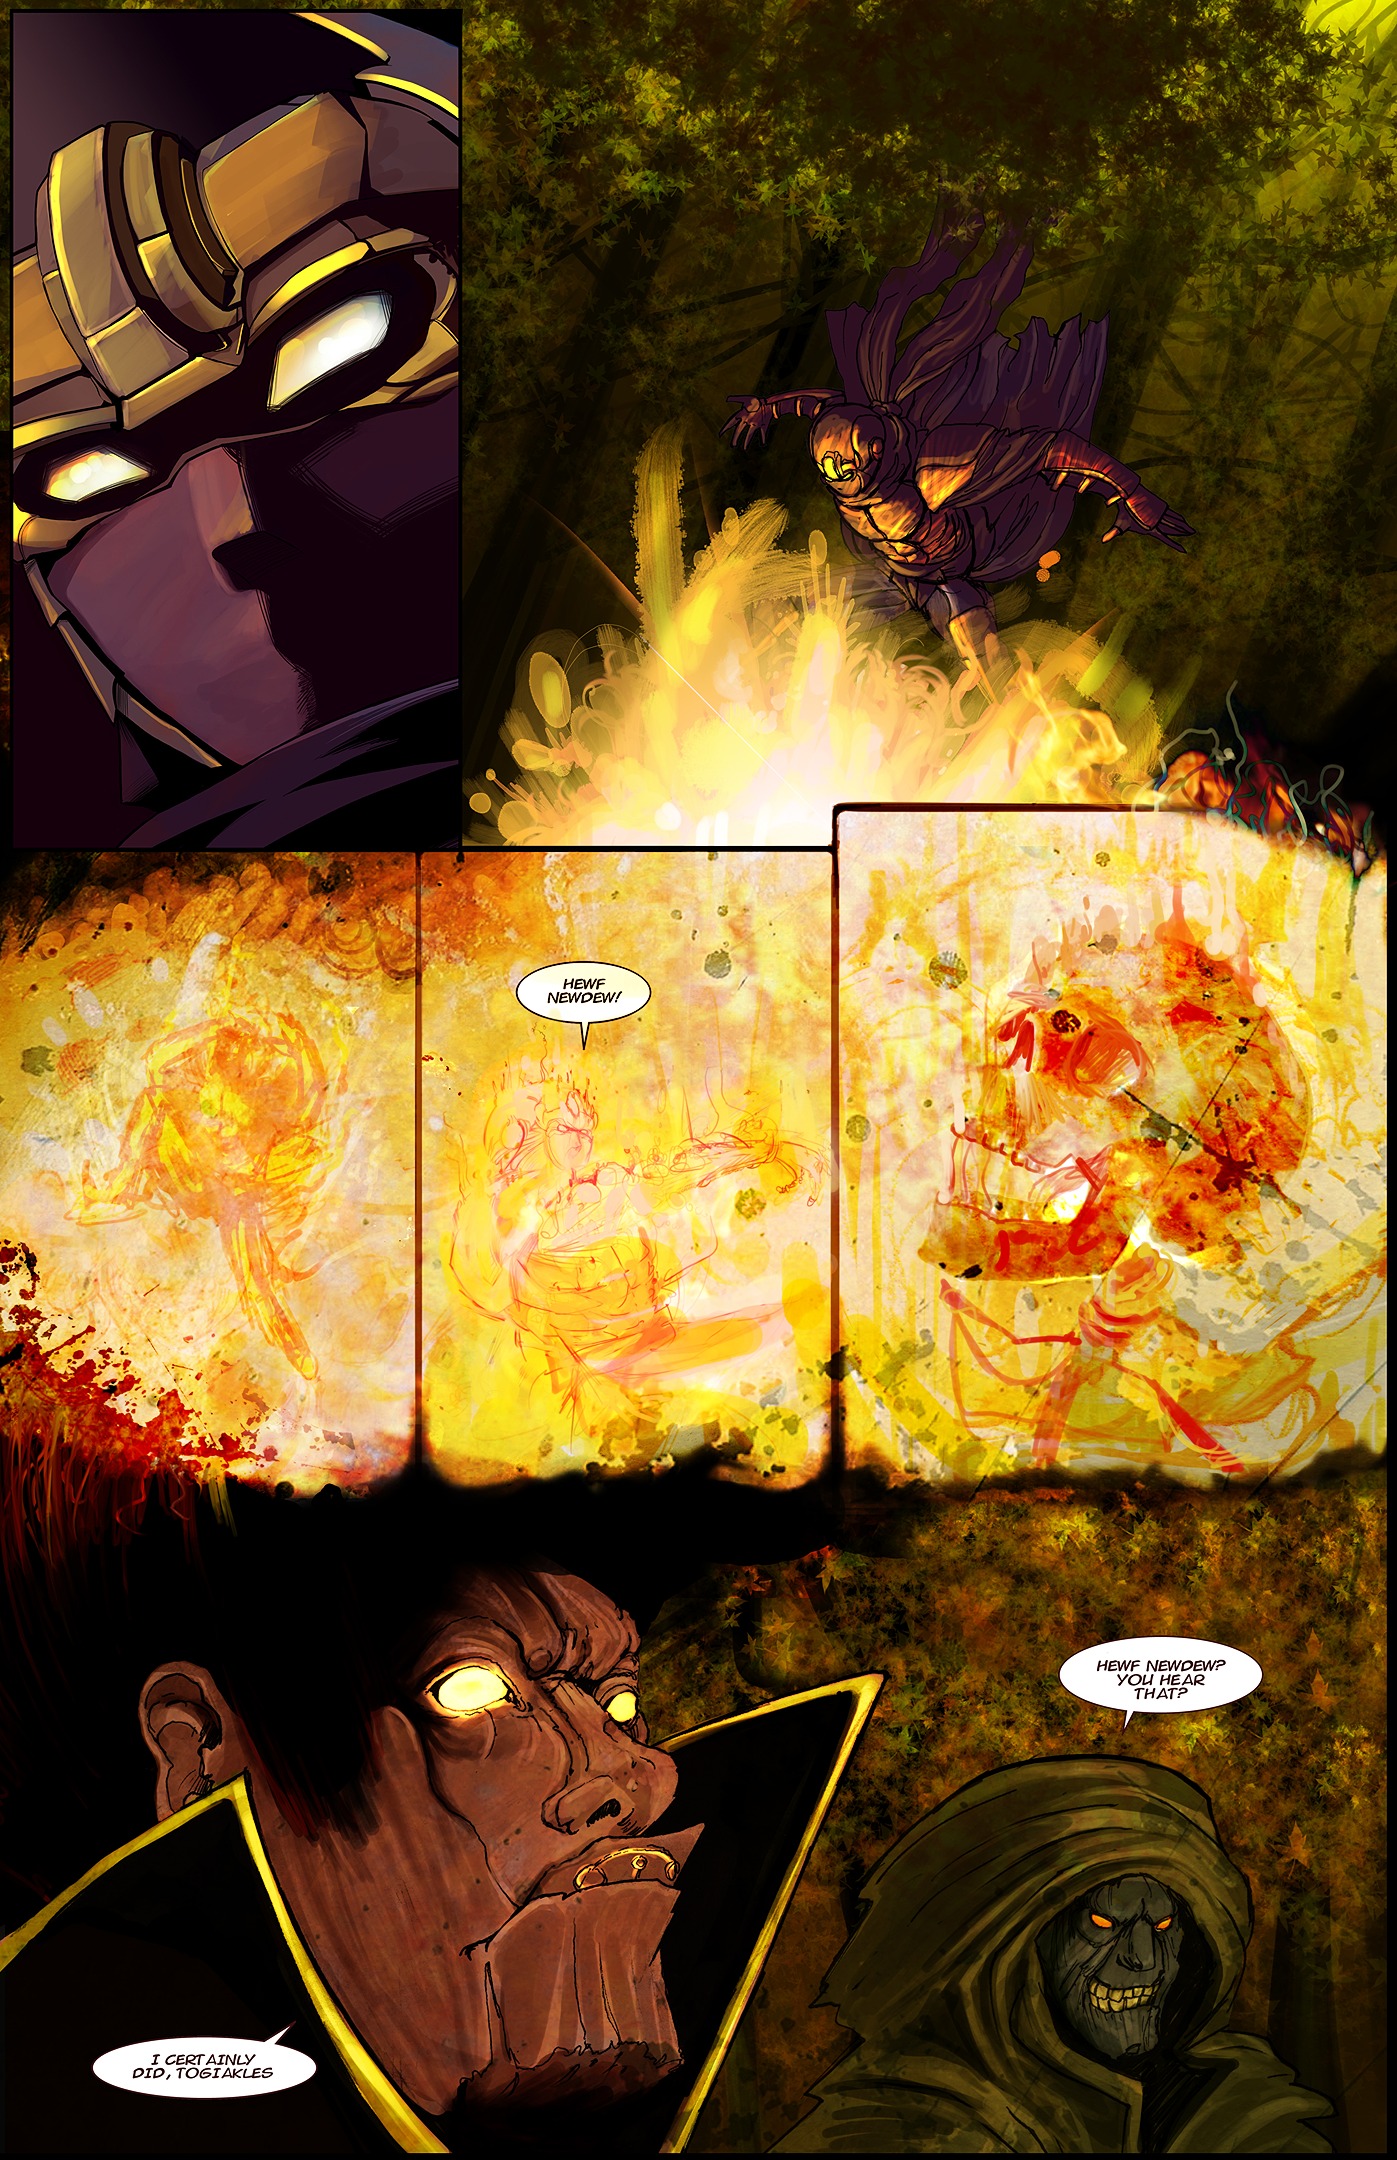 HEWF
NEWDEW!
HEWF NEWDEW?
YOU HEAR
THAT?
I CERTAINLY
DID, TOGIAKLES